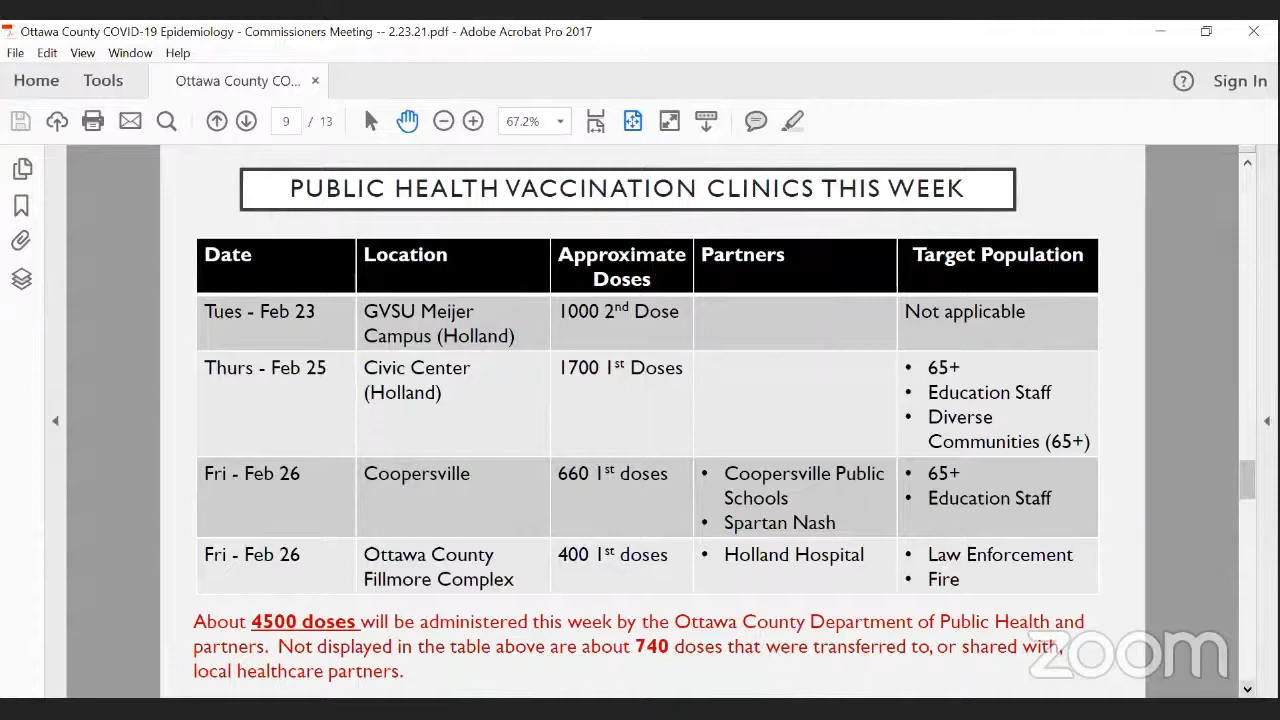 Ottawa County COVID-19 Epidemiology - Commissioners Meeting -- 2.23.21.pdf - Adobe Acrobat Pro 2017
File Edit View Window Help
Home Tools Ottawa County CO... × Sign In
9 / 13 67.2%
PUBLIC HEALTH VACCINATION CLINICS THIS WEEK
Date Location Approximate Doses Partners Target Population
Tues - Feb 23 GVSU Meijer Campus (Holland) 1000 2nd Dose Not applicable
Thurs - Feb 25 Civic Center (Holland) 1700 1st Doses
• 65+
• Education Staff
• Diverse Communities (65+)
Fri - Feb 26 Coopersville 660 1st doses
• Coopersville Public Schools
• Spartan Nash
• 65+
• Education Staff
Fri - Feb 26 Ottawa County Fillmore Complex 400 1st doses
• Holland Hospital
• Law Enforcement
• Fire
About 4500 doses will be administered this week by the Ottawa County Department of Public Health and
partners. Not displayed in the table above are about 740 doses that were transferred to, or shared with,
local healthcare partners.
zoom